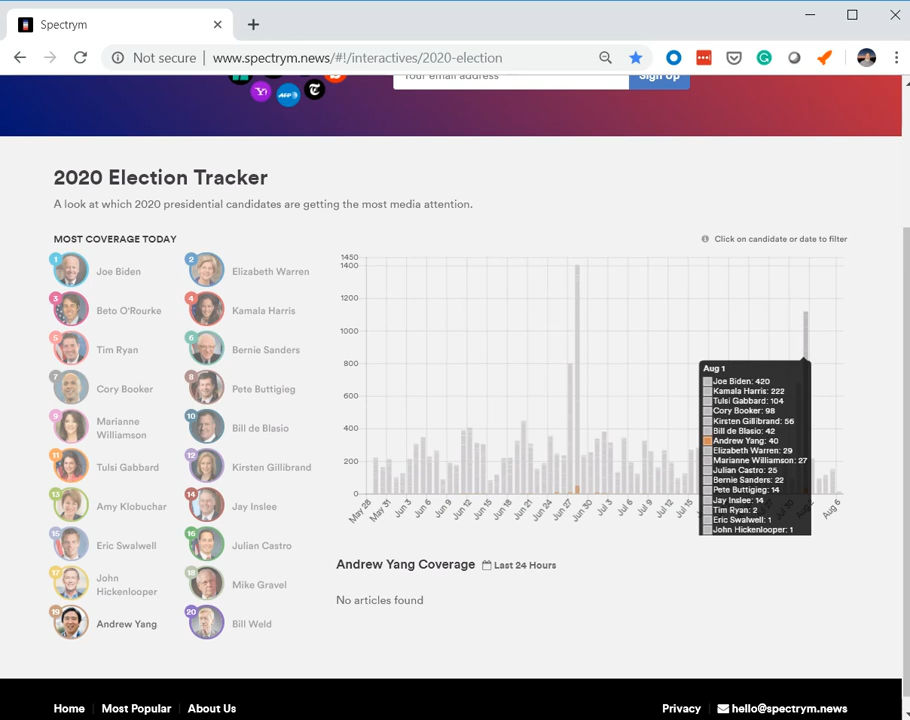 Spectrym
Not secure | www.spectrym.news/#!/interactives/2020-election
Your email address
Sign Up
2020 Election Tracker
A look at which 2020 presidential candidates are getting the most media attention.
MOST COVERAGE TODAY
Click on candidate or date to filter
1 Joe Biden
2 Elizabeth Warren
3 Beto O'Rourke
4 Kamala Harris
5 Tim Ryan
6 Bernie Sanders
7 Cory Booker
8 Pete Buttigieg
9 Marianne
Williamson
10 Bill de Blasio
11 Tulsi Gabbard
12 Kirsten Gillibrand
13 Amy Klobuchar
14 Jay Inslee
15 Eric Swalwell
16 Julian Castro
17 John
Hickenlooper
18 Mike Gravel
19 Andrew Yang
20 Bill Weld
1450
1400
1200
1000
800
600
400
200
0
May 28
May 31
Jun 3
Jun 6
Jun 9
Jun 12
Jun 15
Jun 18
Jun 21
Jun 24
Jun 27
Jun 30
Jul 3
Jul 6
Jul 9
Jul 12
Jul 15
Jul 30
Aug 2
Aug 5
Aug 1
Joe Biden: 420
Kamala Harris: 222
Tulsi Gabbard: 104
Cory Booker: 98
Kirsten Gillibrand: 56
Bill de Blasio: 42
Andrew Yang: 40
Elizabeth Warren: 29
Marianne Williamson: 27
Julian Castro: 25
Bernie Sanders: 22
Pete Buttigieg: 14
Jay Inslee: 14
Tim Ryan: 2
Eric Swalwell: 1
John Hickenlooper: 1
Andrew Yang Coverage
Last 24 Hours
No articles found
Home | Most Popular | About Us
Privacy | hello@spectrym.news